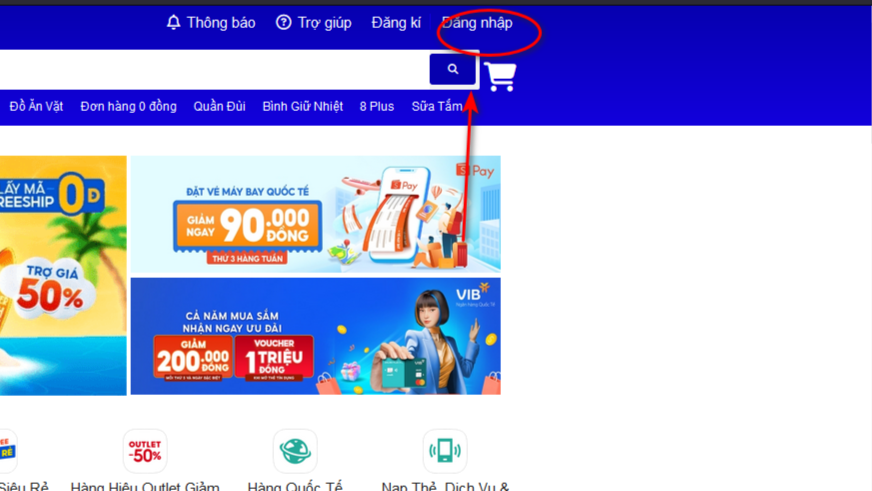 Thông báo Trợ giúp Đăng kí Đăng nhập
Đồ Ăn Vặt Đơn hàng 0 đồng Quần Đùi Bình Giữ Nhiệt 8 Plus Sữa Tắm
LẤY MÃ
REESHIP 0Đ
TRỢ GIÁ
50%
Pay
ĐẶT VÉ MÁY BAY QUỐC TẾ
Pay
GIẢM
NGAY 90.000
ĐỒNG
THỨ 3 HÀNG TUẦN
VIB
CẢ NĂM MUA SẮM
NHẬN NGAY ƯU ĐÃI
GIẢM
200.000
ĐỒNG
VOUCHER
1 TRIỆU
ĐỒNG
EE
RẺ
OUTLET
-50%
Siêu Rẻ Hàng Hiệu Outlet Giảm Hàng Quốc Tế Nạp Thẻ, Dịch Vụ &